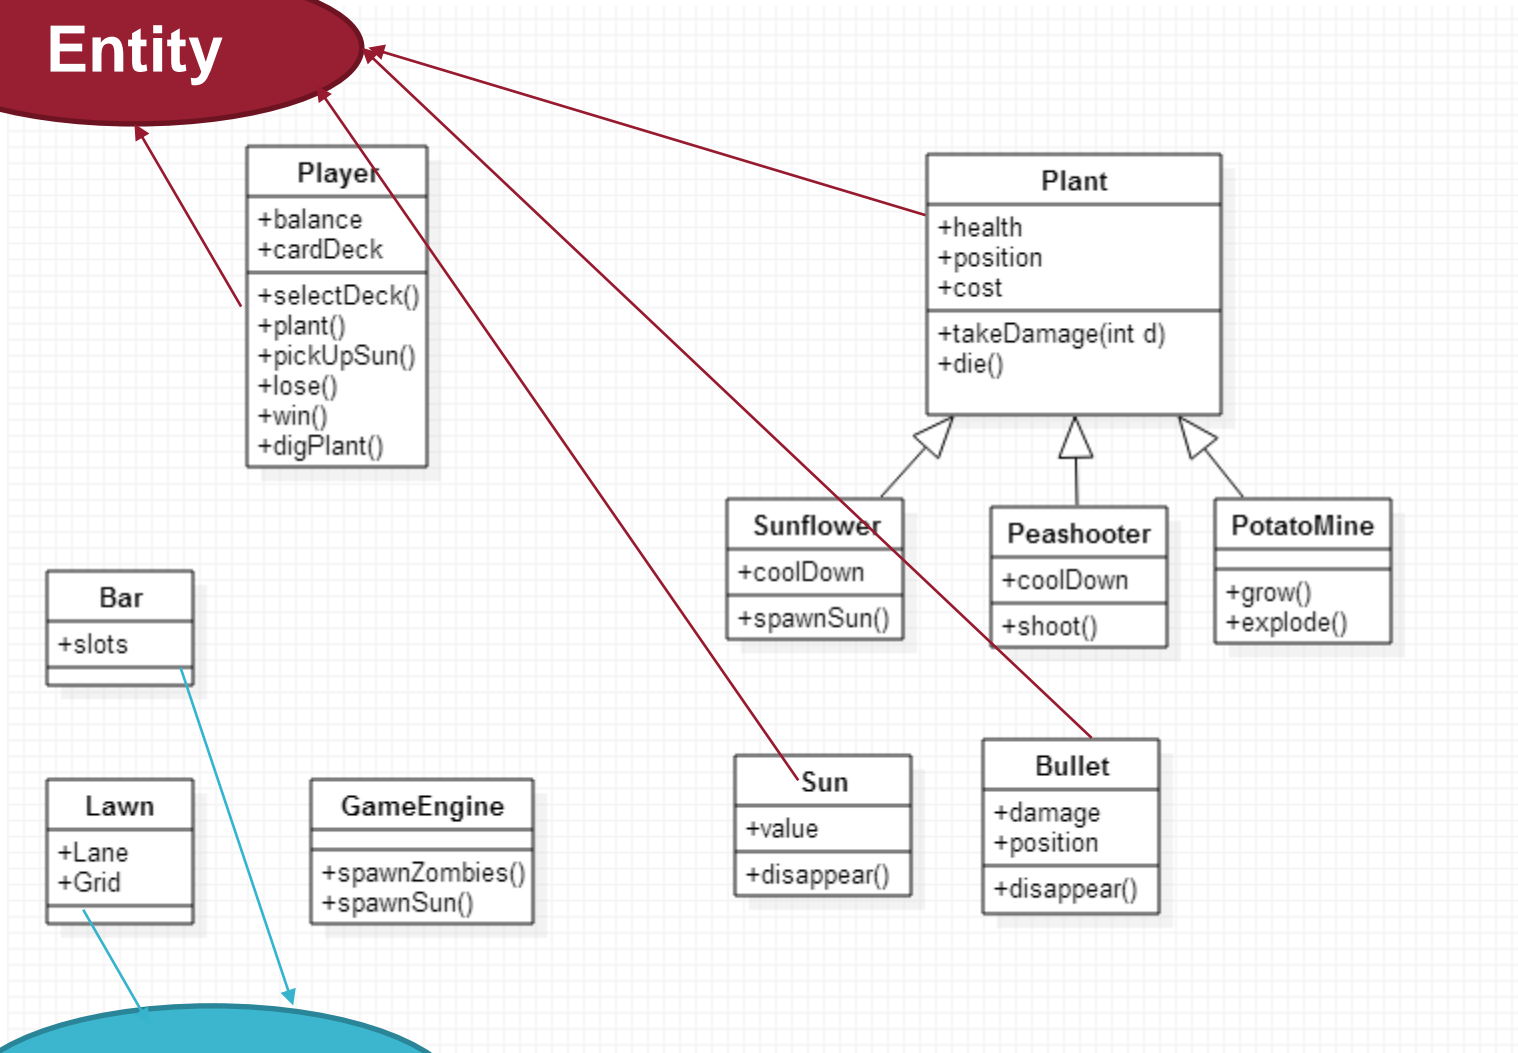 Entity
Player
+balance
+cardDeck
+selectDeck()
+plant()
+pickUpSun()
+lose()
+win()
+digPlant()
Plant
+health
+position
+cost
+takeDamage(int d)
+die()
Sunflower
+coolDown
+spawnSun()
Peashooter
+coolDown
+shoot()
PotatoMine
+grow()
+explode()
Bar
+slots
Lawn
+Lane
+Grid
GameEngine
+spawnZombies()
+spawnSun()
Sun
+value
+disappear()
Bullet
+damage
+position
+disappear()